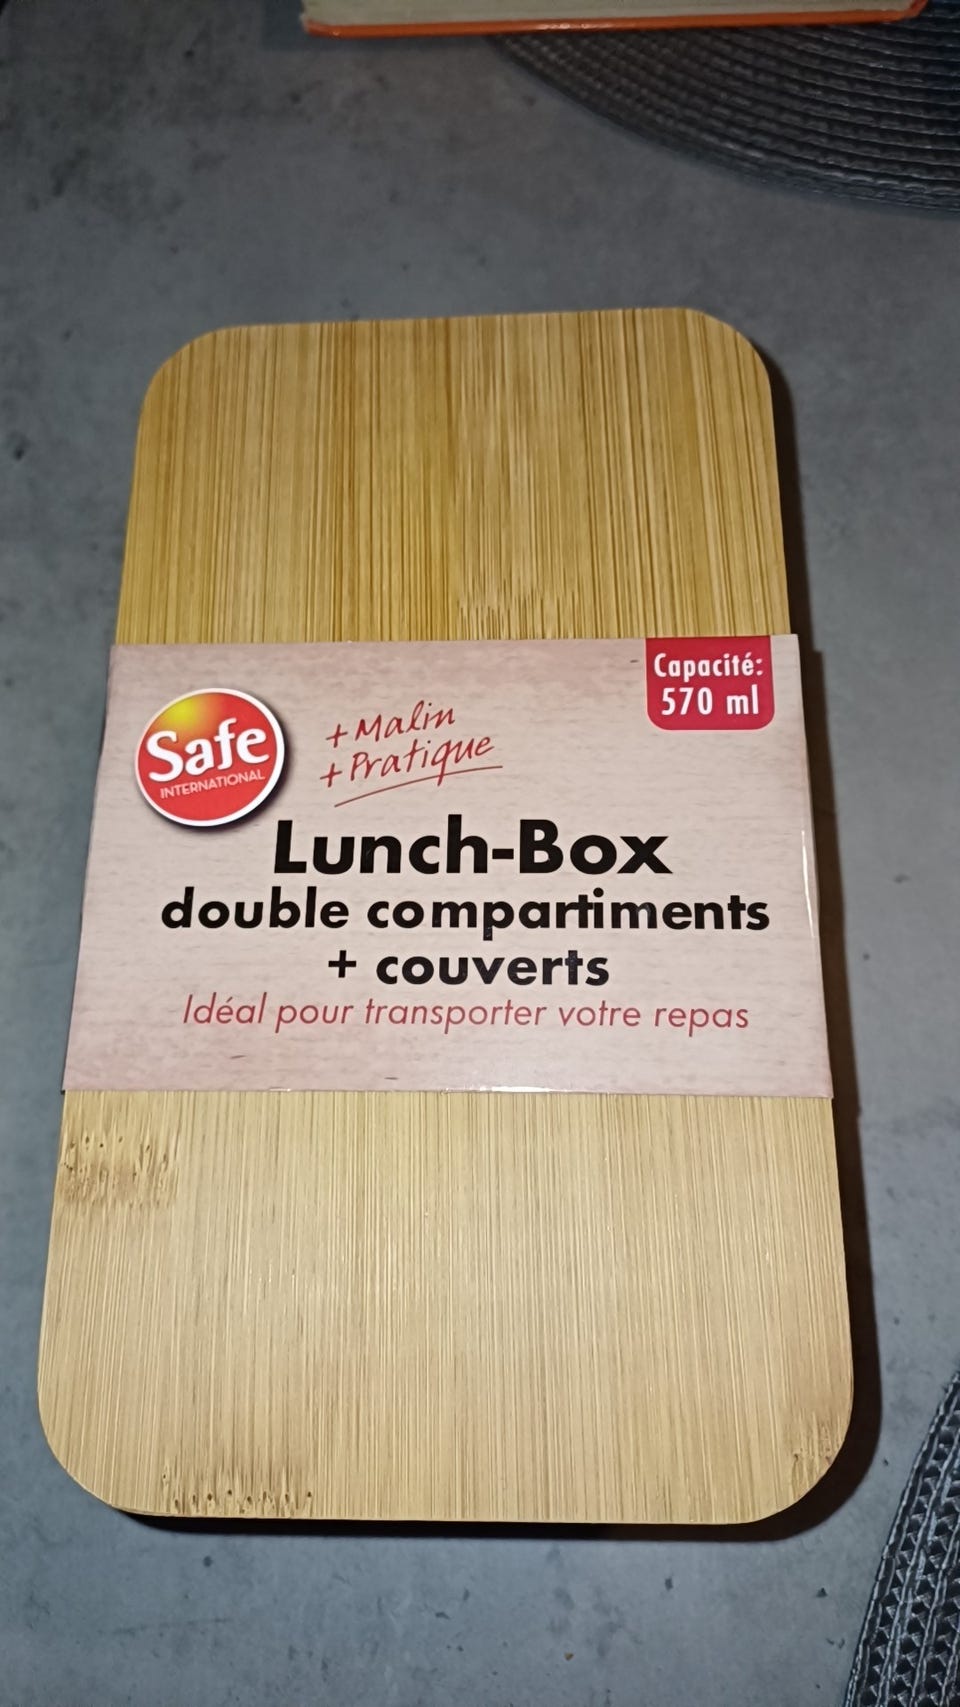 Capacité:
570 ml
Safe
INTERNATIONAL
+ Malin
+ Pratique
Lunch-Box
double compartiments
+ couverts
Idéal pour transporter votre repas